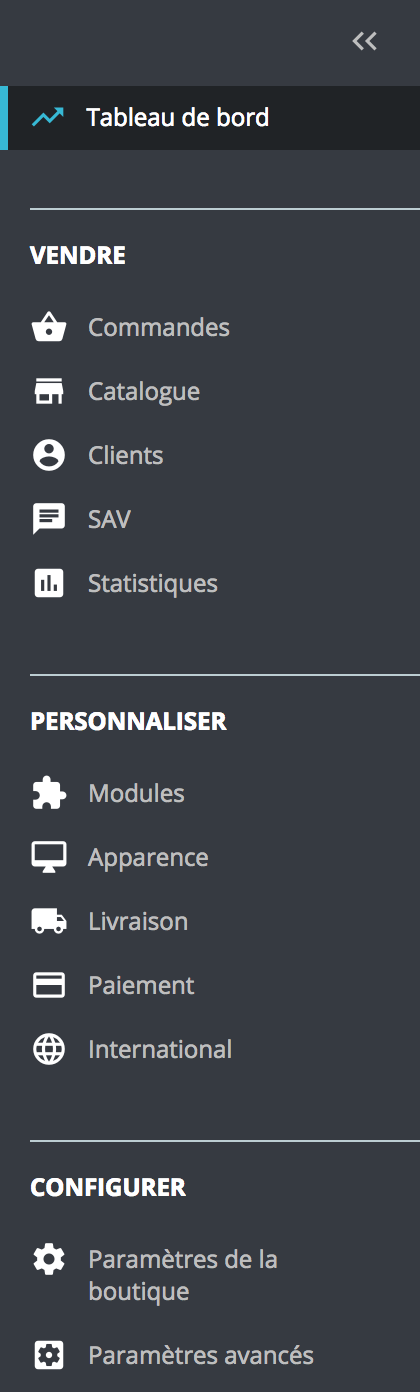 Tableau de bord
VENDRE
Commandes
Catalogue
Clients
SAV
Statistiques
PERSONNALISER
Modules
Apparence
Livraison
Paiement
International
CONFIGURER
Paramètres de la
boutique
Paramètres avancés